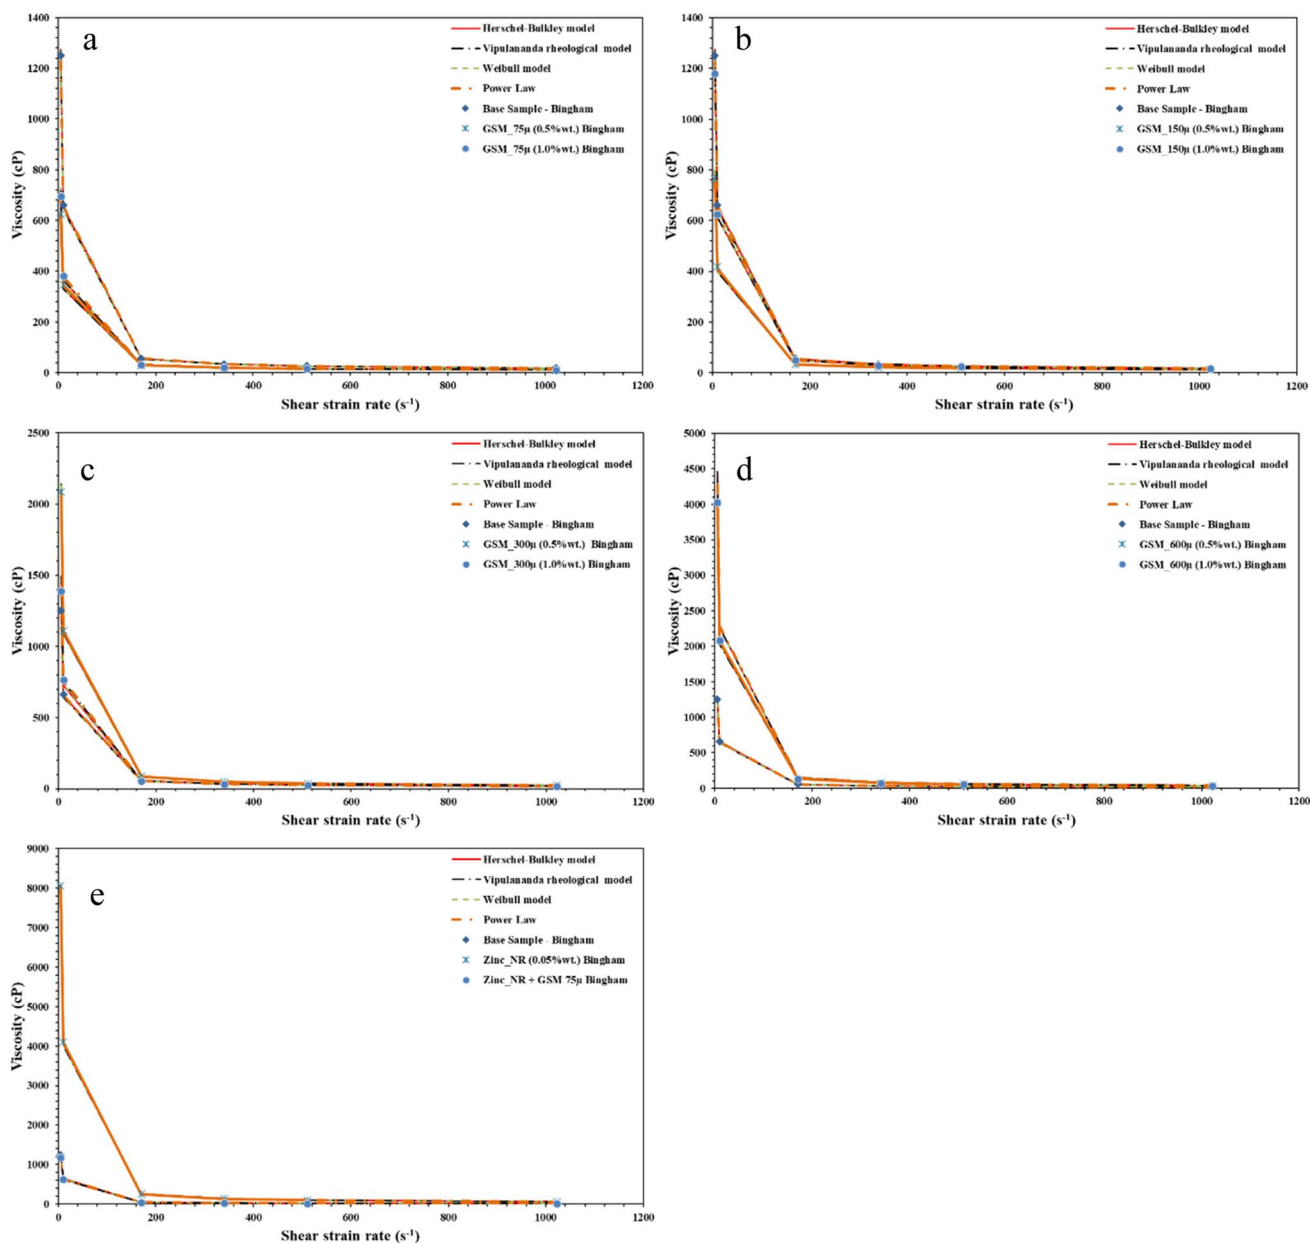 a
Herschel-Bulkley model
Vipulananda rheological model
Weibull model
Power Law
Base Sample - Bingham
GSM_75µ (0.5%wt.) Bingham
GSM_75µ (1.0%wt.) Bingham
Viscosity (cP)
1400
1200
1000
800
600
400
200
0
0 200 400 600 800 1000 1200
Shear strain rate (s⁻¹)
b
Herschel-Bulkley model
Vipulananda rheological model
Weibull model
Power Law
Base Sample - Bingham
GSM_150µ (0.5%wt.) Bingham
GSM_150µ (1.0%wt.) Bingham
Viscosity (cP)
1400
1200
1000
800
600
400
200
0
0 200 400 600 800 1000 1200
Shear strain rate (s⁻¹)
c
Herschel-Bulkley model
Vipulananda rheological model
Weibull model
Power Law
Base Sample - Bingham
GSM_300µ (0.5%wt.) Bingham
GSM_300µ (1.0%wt.) Bingham
Viscosity (cP)
2500
2000
1500
1000
500
0
0 200 400 600 800 1000 1200
Shear strain rate (s⁻¹)
d
Herschel-Bulkley model
Vipulananda rheological model
Weibull model
Power Law
Base Sample - Bingham
GSM_600µ (0.5%wt.) Bingham
GSM_600µ (1.0%wt.) Bingham
Viscosity (cP)
5000
4500
4000
3500
3000
2500
2000
1500
1000
500
0
0 200 400 600 800 1000 1200
Shear strain rate (s⁻¹)
e
Herschel-Bulkley model
Vipulananda rheological model
Weibull model
Power Law
Base Sample - Bingham
Zinc_NR (0.05%wt.) Bingham
Zinc_NR + GSM 75µ Bingham
Viscosity (cP)
9000
8000
7000
6000
5000
4000
3000
2000
1000
0
0 200 400 600 800 1000 1200
Shear strain rate (s⁻¹)